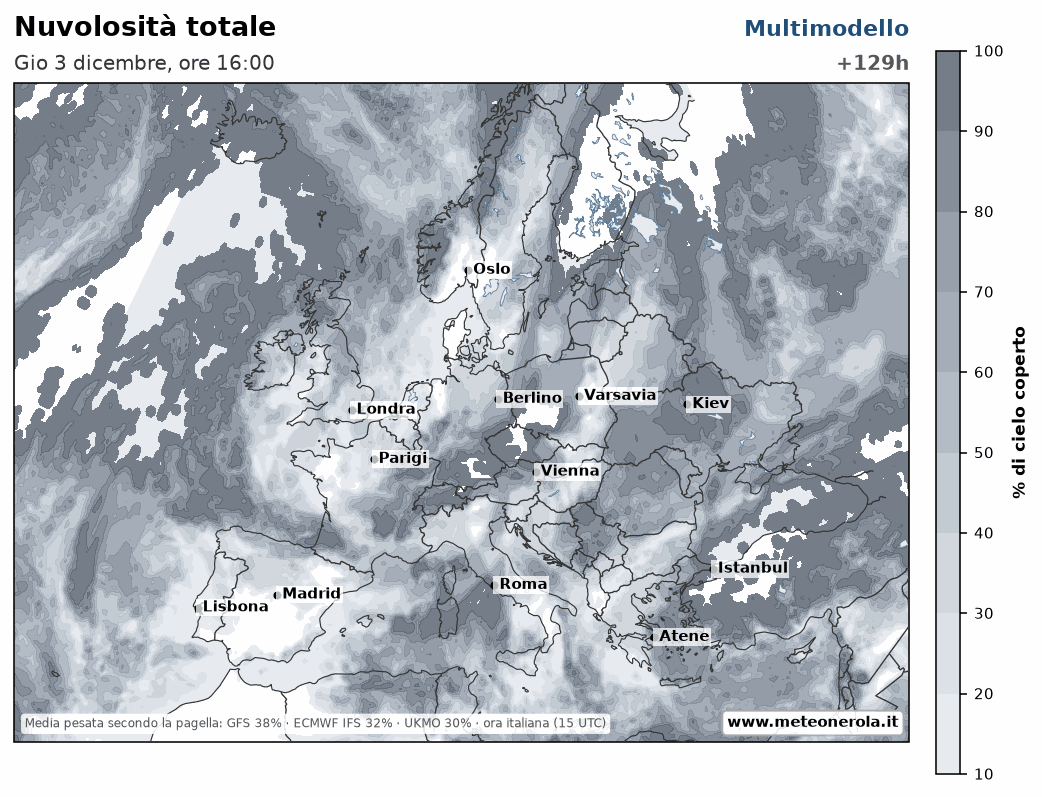 Nuvolosità totale
Multimodello
Gio 3 dicembre, ore 16:00
+129h
100
90
80
70
60
50
40
30
20
10
% di cielo coperto
Oslo
Berlino
Varsavia
Kiev
Londra
Parigi
Vienna
Istanbul
Roma
Madrid
Lisbona
Atene
Media pesata secondo la pagella: GFS 38% · ECMWF IFS 32% · UKMO 30% · ora italiana (15 UTC)
www.meteonerola.it